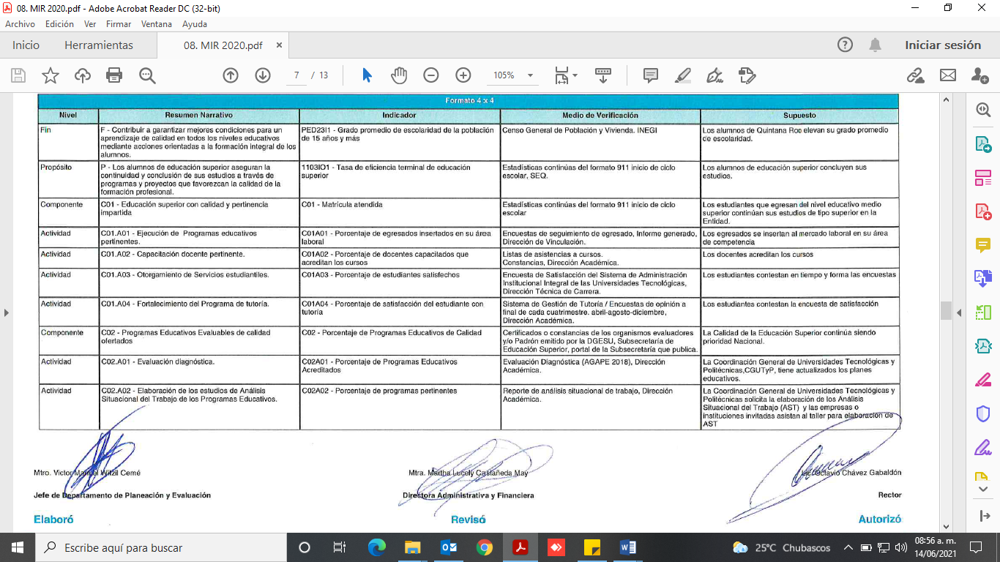 08. MIR 2020.pdf - Adobe Acrobat Reader DC (32-bit)
Archivo Edición Ver Firmar Ventana Ayuda
Inicio Herramientas 08. MIR 2020.pdf × Iniciar sesión
7 / 13 105%
Formato 4 x 4
Nivel Resumen Narrativo Indicador Medio de Verificación Supuesto
Fin
F - Contribuir a garantizar mejores condiciones para un
aprendizaje de calidad en todos los niveles educativos
mediante acciones orientadas a la formación integral de los
alumnos.
PED23I1 - Grado promedio de escolaridad de la población
de 15 años y más
Censo General de Población y Vivienda. INEGI
Los alumnos de Quintana Roo elevan su grado promedio
de escolaridad.
Propósito
P - Los alumnos de educación superior aseguran la
continuidad y conclusión de sus estudios a través de
programas y proyectos que favorezcan la calidad de la
formación profesional.
1103IO1 - Tasa de eficiencia terminal de educación
superior
Estadísticas continúas del formato 911 inicio de ciclo
escolar, SEQ.
Los alumnos de educación superior concluyen sus
estudios.
Componente
C01 - Educación superior con calidad y pertinencia
impartida
C01 - Matrícula atendida
Estadísticas continúas del formato 911 inicio de ciclo
escolar
Los estudiantes que egresan del nivel educativo medio
superior continúan sus estudios de tipo superior en la
Entidad.
Actividad
C01.A01 - Ejecución de Programas educativos
pertinentes.
C01A01 - Porcentaje de egresados insertados en su área
laboral
Encuestas de seguimiento de egresado, Informe generado,
Dirección de Vinculación.
Los egresados se insertan al mercado laboral en su área
de competencia
Actividad
C01.A02 - Capacitación docente pertinente.
C01A02 - Porcentaje de docentes capacitados que
acreditan los cursos
Listas de asistencias a cursos.
Constancias, Dirección Académica.
Los docentes acreditan los cursos
Actividad
C01.A03 - Otorgamiento de Servicios estudiantiles.
C01A03 - Porcentaje de estudiantes satisfechos
Encuesta de Satisfacción del Sistema de Administración
Institucional Integral de las Universidades Tecnológicas,
Dirección Técnica de Carrera.
Los estudiantes contestan en tiempo y forma las encuestas
Actividad
C01.A04 - Fortalecimiento del Programa de tutoría.
C01A04 - Porcentaje de satisfacción del estudiante con
tutoría
Sistema de Gestión de Tutoría / Encuestas de opinión a
final de cada cuatrimestre. abril-agosto-diciembre,
Dirección Académica.
Los estudiantes contestan la encuesta de satisfacción
Componente
C02 - Programas Educativos Evaluables de calidad
ofertados
C02 - Porcentaje de Programas Educativos de Calidad
Certificados o constancias de los organismos evaluadores
y/o Padrón emitido por la DGESU, Subsecretaría de
Educación Superior, portal de la Subsecretaría que publica.
La Calidad de la Educación Superior continúa siendo
prioridad Nacional.
Actividad
C02.A01 - Evaluación diagnóstica.
C02A01 - Porcentaje de Programas Educativos
Acreditados
Evaluación Diagnóstica (AGAPE 2018), Dirección
Académica.
La Coordinación General de Universidades Tecnológicas y
Politécnicas,CGUTyP, tiene actualizados los planes
educativos.
Actividad
C02.A02 - Elaboración de los estudios de Análisis
Situacional del Trabajo de los Programas Educativos.
C02A02 - Porcentaje de programas pertinentes
Reporte de análisis situacional de trabajo, Dirección
Académica.
La Coordinación General de Universidades Tecnológicas y
Politécnicas solicita la elaboración de los Análisis
Situacional del Trabajo (AST) y las empresas o
instituciones invitadas asistan al taller para elaboración de
AST
Mtro. Víctor Manuel Witzil Cemé
Jefe de Departamento de Planeación y Evaluación
Elaboró
Mtra. Martha Lucely Castañeda May
Directora Administrativa y Financiera
Revisó
Lic. Octavio Chávez Gabaldón
Rector
Autorizó
Escribe aquí para buscar
25°C Chubascos
08:56 a. m.
14/06/2021